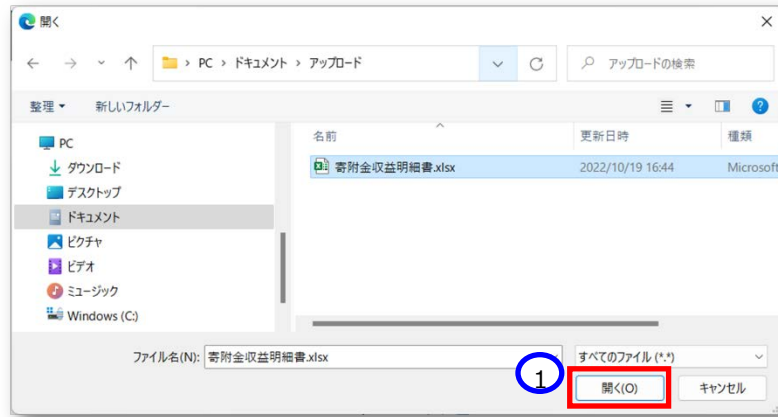 開く
PC › ドキュメント › アップロード
アップロードの検索
整理 新しいフォルダー
名前 更新日時 種類
PC
ダウンロード
デスクトップ
ドキュメント
ピクチャ
ビデオ
ミュージック
Windows (C:)
寄附金収益明細書.xlsx 2022/10/19 16:44 Microsoft
ファイル名(N): 寄附金収益明細書.xlsx すべてのファイル (*.*)
1
開く(O) キャンセル